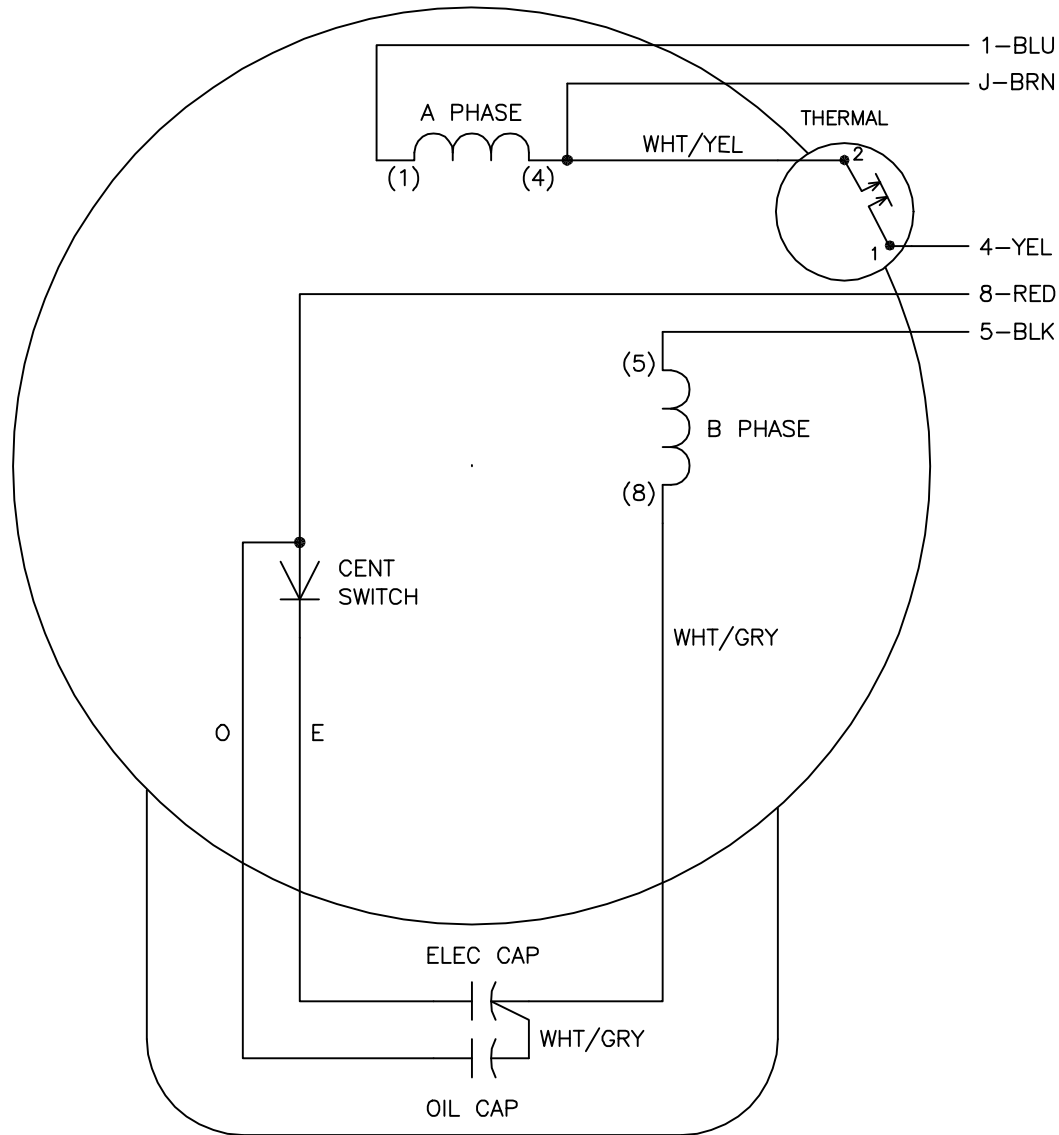 1-BLU
J-BRN
A PHASE
THERMAL
WHT/YEL
2
(1)
(4)
1
4-YEL
8-RED
5-BLK
(5)
B PHASE
(8)
CENT
SWITCH
WHT/GRY
O
E
ELEC CAP
WHT/GRY
OIL CAP